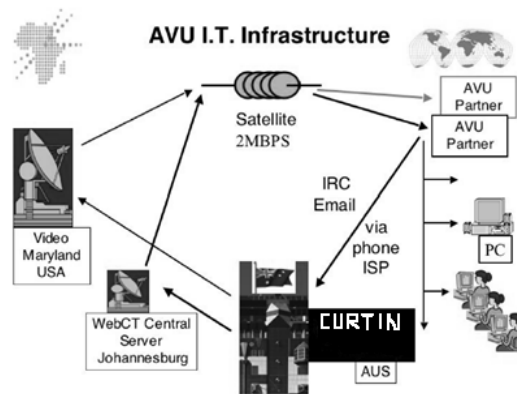 AVU I.T. Infrastructure
AVU
Partner
AVU
Partner
Satellite
2MBPS
IRC
Email
via
phone
ISP
PC
Video
Maryland
USA
WebCT Central
Server
Johannesburg
CURTIN
AUS